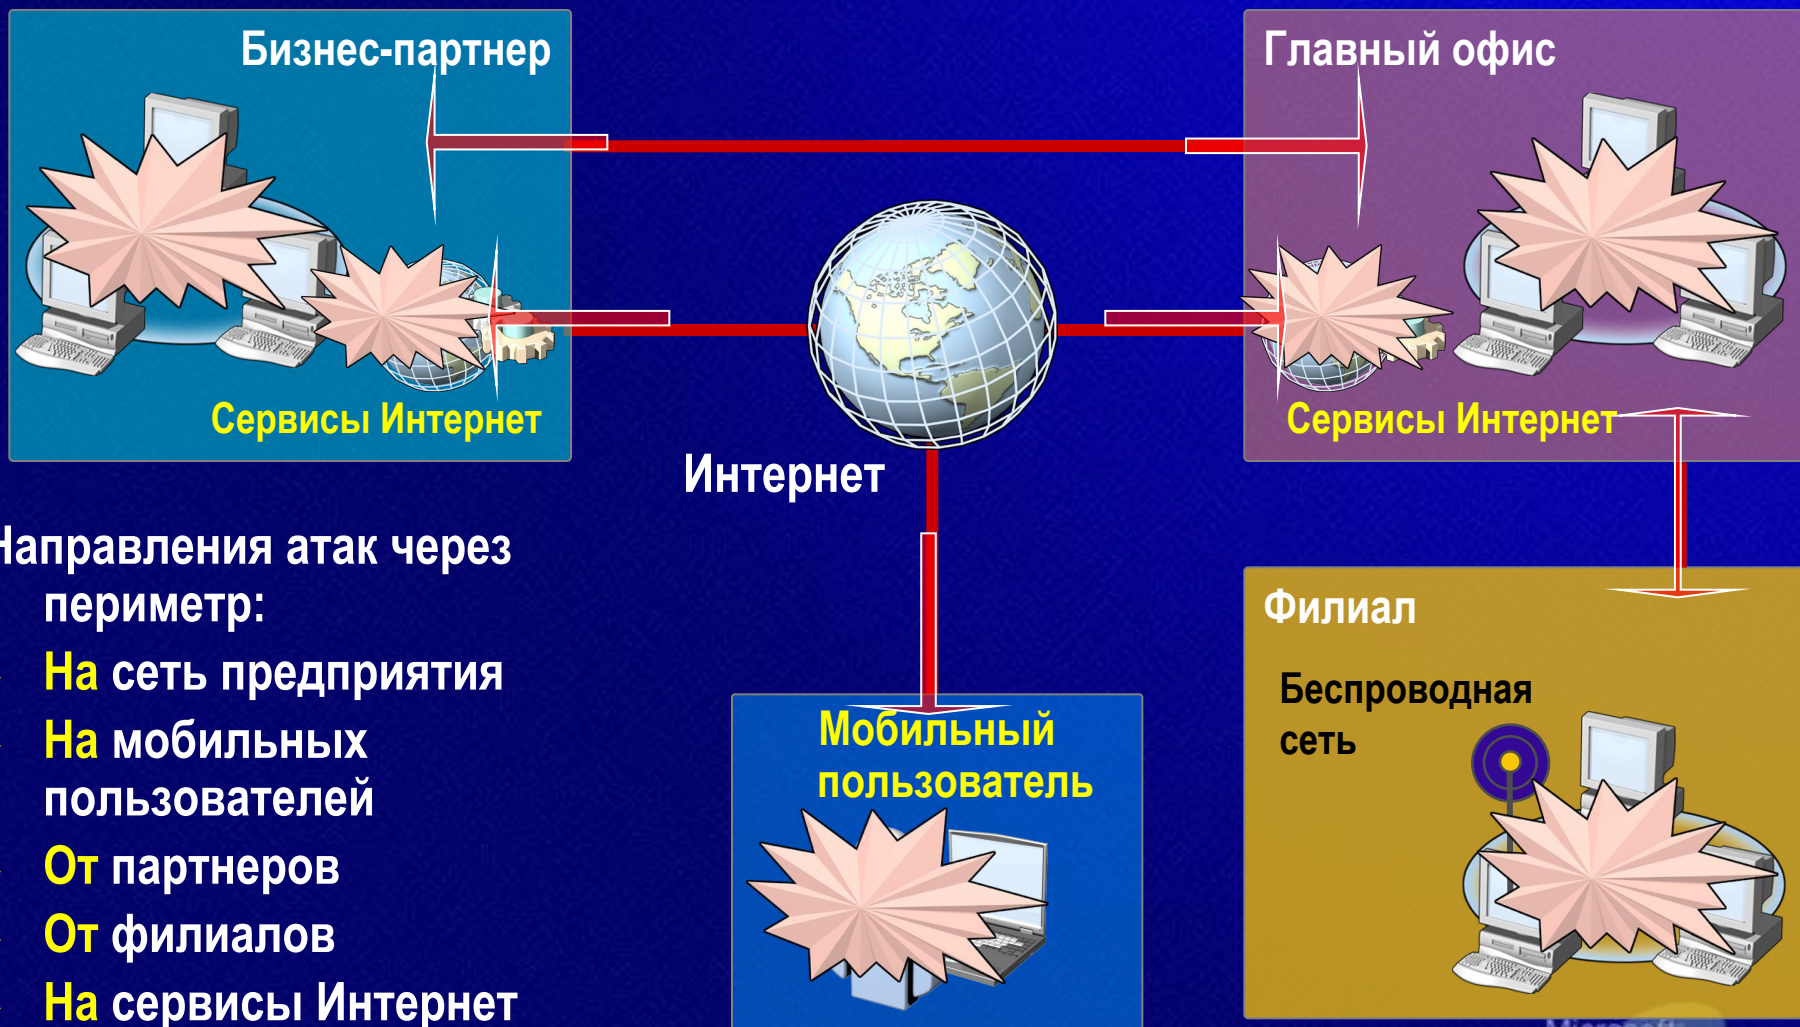 Бизнес-партнер
Главный офис
Сервисы Интернет
Сервисы Интернет
Интернет
Направления атак через
периметр:
На сеть предприятия
На мобильных
пользователей
От партнеров
От филиалов
На сервисы Интернет
Мобильный
пользователь
Филиал
Беспроводная
сеть